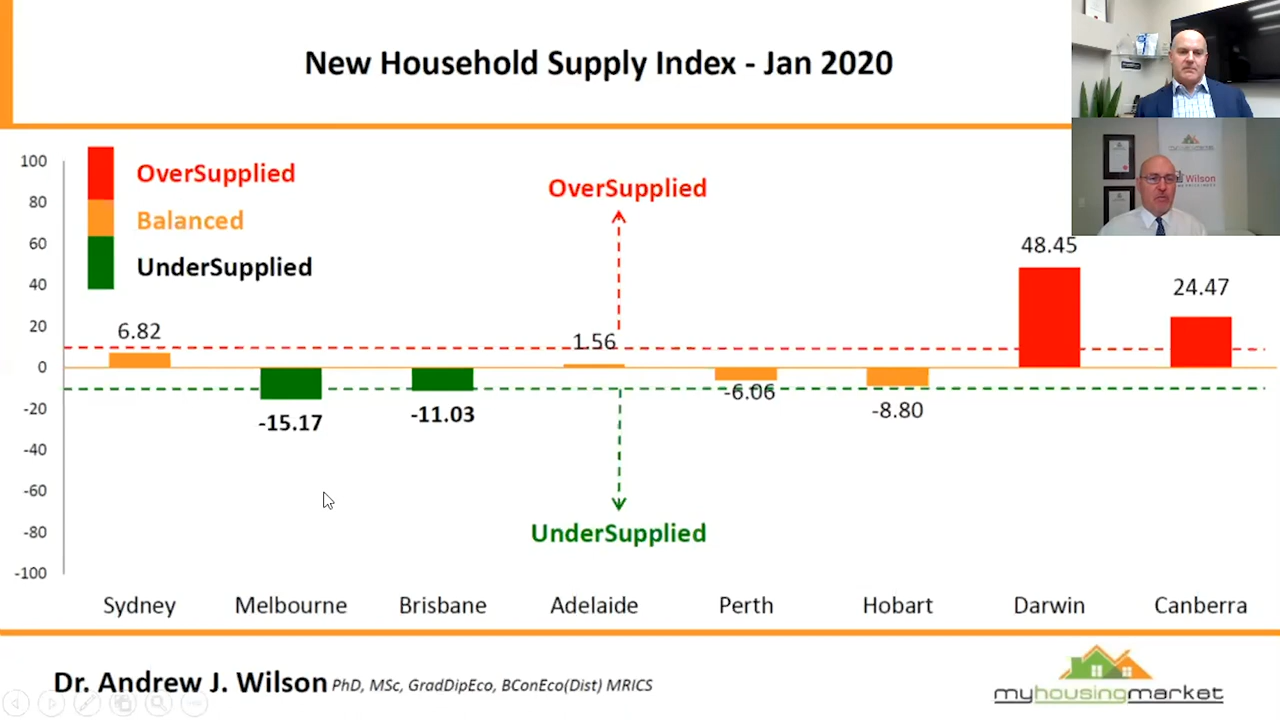 New Household Supply Index - Jan 2020
100
80
60
40
20
0
-20
-40
-60
-80
-100
OverSupplied
Balanced
UnderSupplied
OverSupplied
UnderSupplied
6.82
-15.17
-11.03
1.56
-6.06
-8.80
48.45
24.47
Sydney
Melbourne
Brisbane
Adelaide
Perth
Hobart
Darwin
Canberra
Wilson
Dr. Andrew J. Wilson PhD, MSc, GradDipEco, BConEco(Dist) MRICS
myhousingmarket